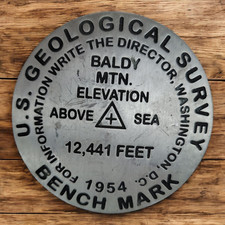 U.S. GEOLOGICAL SURVEY
FOR INFORMATION WRITE THE DIRECTOR, WASHINGTON, D.C.
BALDY
MTN.
ELEVATION
ABOVE SEA
12,441 FEET
1954
BENCH MARK